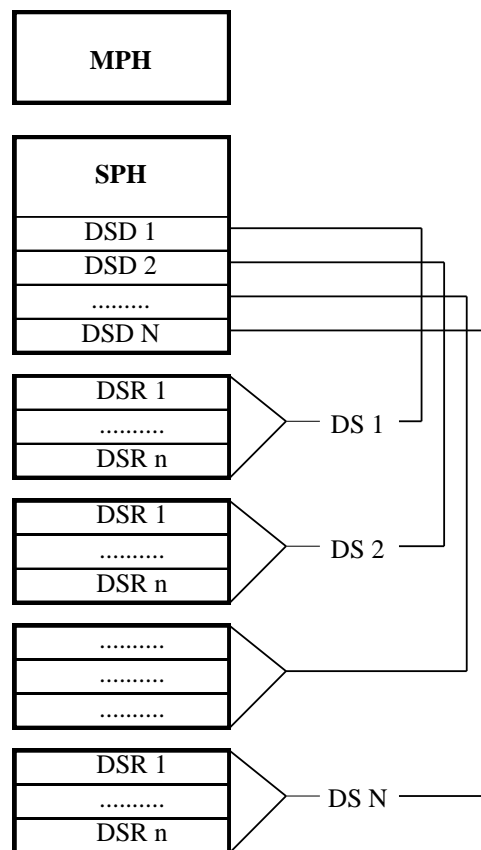 MPH
SPH
DSD 1
DSD 2
.........
DSD N
DSR 1
..........
DSR n
DS 1
DSR 1
..........
DSR n
DS 2
..........
..........
..........
DSR 1
..........
DSR n
DS N